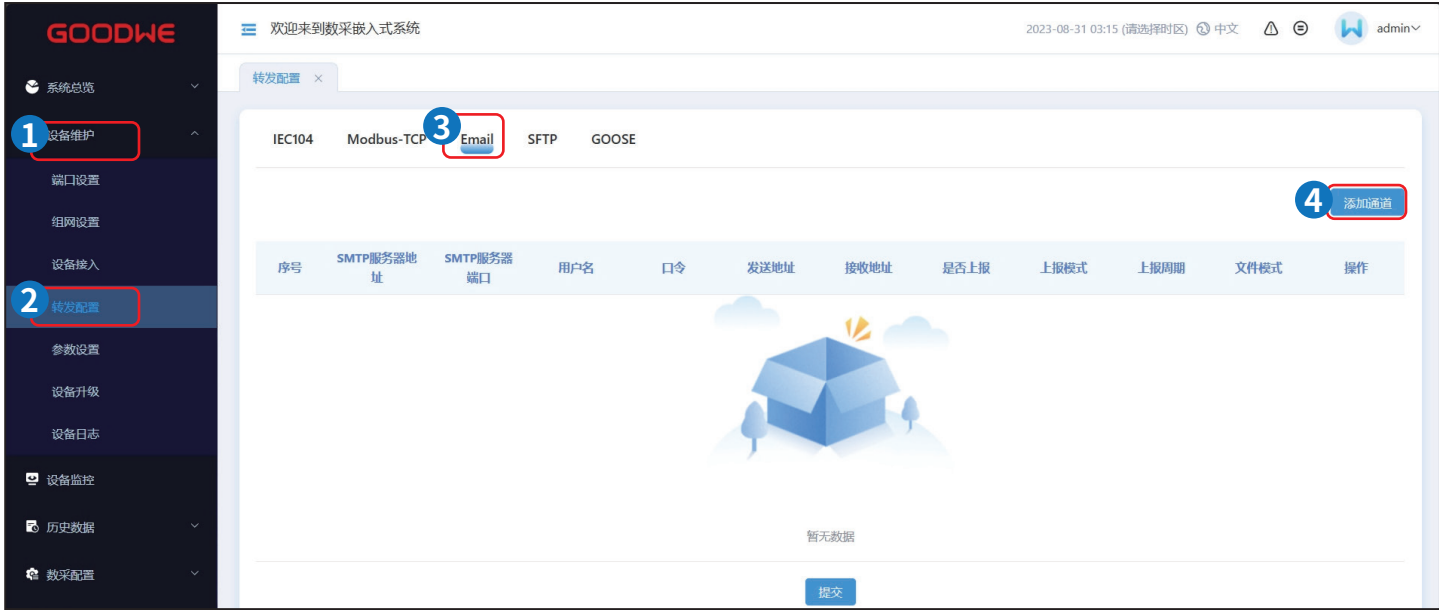 GOODWE
欢迎来到数采嵌入式系统
2023-08-31 03:15 (请选择时区) 中文
admin
系统总览
1 设备维护
端口设置
组网设置
设备接入
2 转发配置
参数设置
设备升级
设备日志
设备监控
历史数据
数采配置
转发配置 ×
IEC104 Modbus-TCP 3 Email SFTP GOOSE
4 添加通道
序号 SMTP服务器地址 SMTP服务器端口 用户名 口令 发送地址 接收地址 是否上报 上报模式 上报周期 文件模式 操作
暂无数据
提交